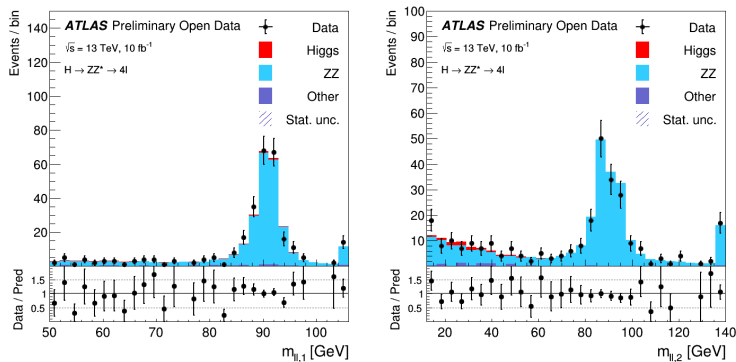 Events / bin
140
120
100
80
60
40
20
ATLAS Preliminary Open Data
√s = 13 TeV, 10 fb⁻¹
H → ZZ* → 4l
Data
Higgs
ZZ
Other
Stat. unc.
Data / Pred
1.5
1
0.5
50 60 70 80 90 100
m_ll,1 [GeV]
Events / bin
100
90
80
70
60
50
40
30
20
10
0
ATLAS Preliminary Open Data
√s = 13 TeV, 10 fb⁻¹
H → ZZ* → 4l
Data
Higgs
ZZ
Other
Stat. unc.
Data / Pred
1.5
1
0.5
20 40 60 80 100 120 140
m_ll,2 [GeV]